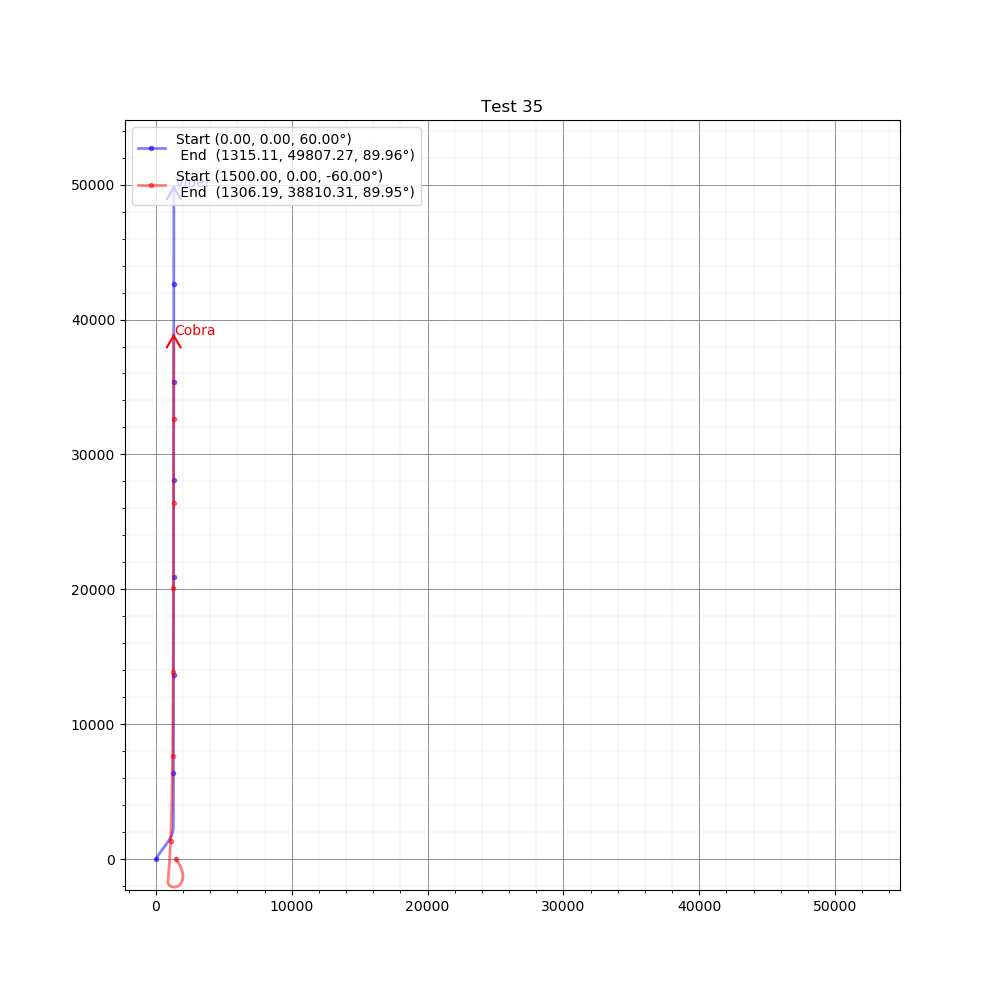 Test 35
Start (0.00, 0.00, 60.00°)
End  (1315.11, 49807.27, 89.96°)
Start (1500.00, 0.00, -60.00°)
End  (1306.19, 38810.31, 89.95°)
50000
Cobra
40000
30000
20000
10000
0
0 10000 20000 30000 40000 50000